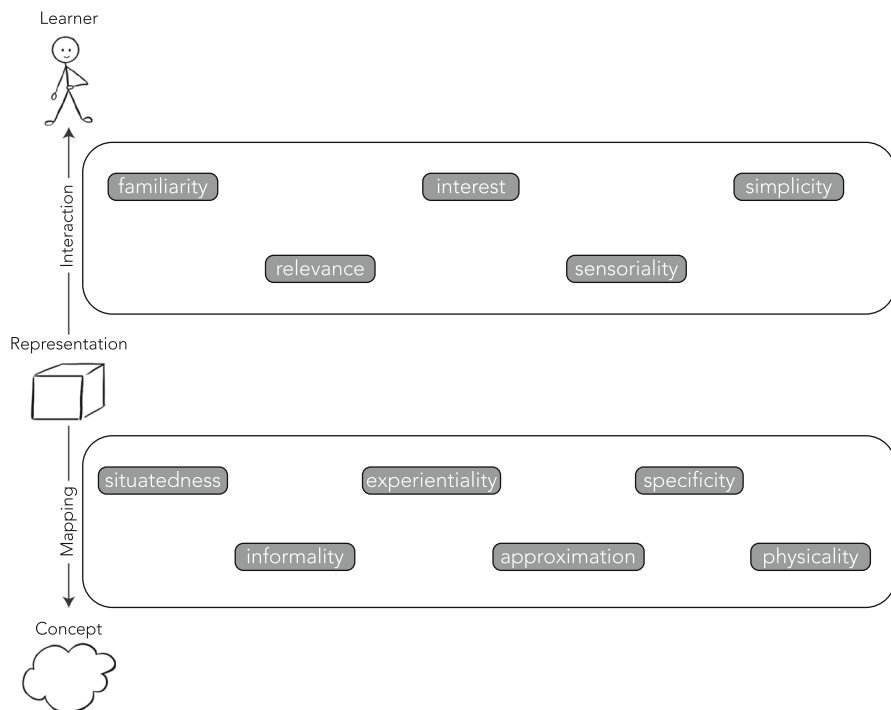 Learner
Interaction
familiarity
interest
simplicity
relevance
sensoriality
Representation
Mapping
situatedness
experientiality
specificity
informality
approximation
physicality
Concept